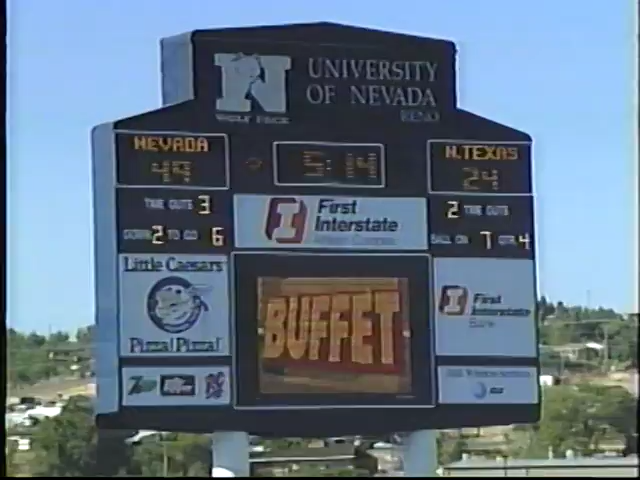 N
WOLF PACK
UNIVERSITY
OF NEVADA
RENO
NEVADA
49
5:14
N.TEXAS
24
TIME OUTS 3
DOWN 2 TO GO 6
First
Interstate
2 TIME OUTS
BALL ON 7 QTR 4
Little Caesars
Pizza! Pizza!
BUFFET
First
Interstate
Bank